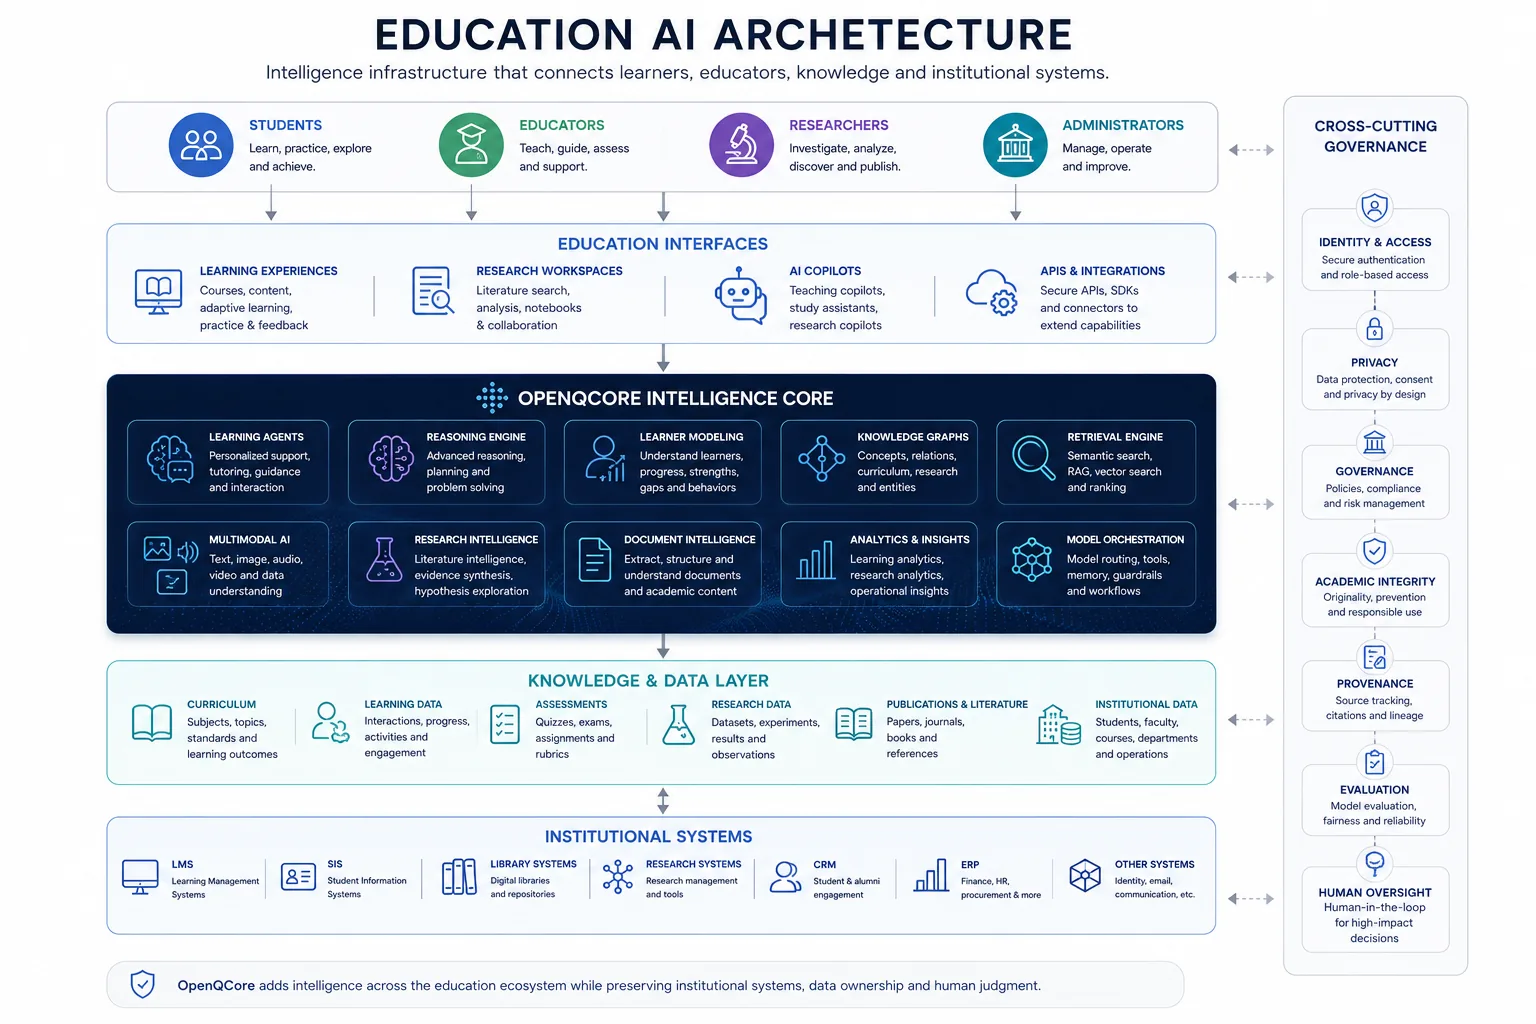 EDUCATION AI ARCHETECTURE
Intelligence infrastructure that connects learners, educators, knowledge and institutional systems.
STUDENTS
Learn, practice, explore
and achieve.
EDUCATORS
Teach, guide, assess
and support.
RESEARCHERS
Investigate, analyze,
discover and publish.
ADMINISTRATORS
Manage, operate
and improve.
EDUCATION INTERFACES
LEARNING EXPERIENCES
Courses, content,
adaptive learning,
practice & feedback
RESEARCH WORKSPACES
Literature search,
analysis, notebooks
& collaboration
AI COPILOTS
Teaching copilots,
study assistants,
research copilots
APIS & INTEGRATIONS
Secure APIs, SDKs
and connectors to
extend capabilities
OPENQCORE INTELLIGENCE CORE
LEARNING AGENTS
Personalized support,
tutoring, guidance
and interaction
REASONING ENGINE
Advanced reasoning,
planning and
problem solving
LEARNER MODELING
Understand learners,
progress, strengths,
gaps and behaviors
KNOWLEDGE GRAPHS
Concepts, relations,
curriculum, research
and entities
RETRIEVAL ENGINE
Semantic search,
RAG, vector search
and ranking
MULTIMODAL AI
Text, image, audio,
video and data
understanding
RESEARCH INTELLIGENCE
Literature intelligence,
evidence synthesis,
hypothesis exploration
DOCUMENT INTELLIGENCE
Extract, structure and
understand documents
and academic content
ANALYTICS & INSIGHTS
Learning analytics,
research analytics,
operational insights
MODEL ORCHESTRATION
Model routing, tools,
memory, guardrails
and workflows
KNOWLEDGE & DATA LAYER
CURRICULUM
Subjects, topics,
standards and
learning outcomes
LEARNING DATA
Interactions, progress,
activities and
engagement
ASSESSMENTS
Quizzes, exams,
assignments and
rubrics
RESEARCH DATA
Datasets, experiments,
results and
observations
PUBLICATIONS & LITERATURE
Papers, journals,
books and
references
INSTITUTIONAL DATA
Students, faculty,
courses, departments
and operations
INSTITUTIONAL SYSTEMS
LMS
Learning Management
Systems
SIS
Student Information
Systems
LIBRARY SYSTEMS
Digital libraries
and repositories
RESEARCH SYSTEMS
Research management
and tools
CRM
Student & alumni
engagement
ERP
Finance, HR,
procurement & more
OTHER SYSTEMS
Identity, email,
communication, etc.
OpenQCore adds intelligence across the education ecosystem while preserving institutional systems, data ownership and human judgment.
CROSS-CUTTING
GOVERNANCE
IDENTITY & ACCESS
Secure authentication
and role-based access
PRIVACY
Data protection, consent
and privacy by design
GOVERNANCE
Policies, compliance
and risk management
ACADEMIC INTEGRITY
Originality, prevention
and responsible use
PROVENANCE
Source tracking,
citations and lineage
EVALUATION
Model evaluation,
fairness and reliability
HUMAN OVERSIGHT
Human-in-the-loop
for high-impact
decisions